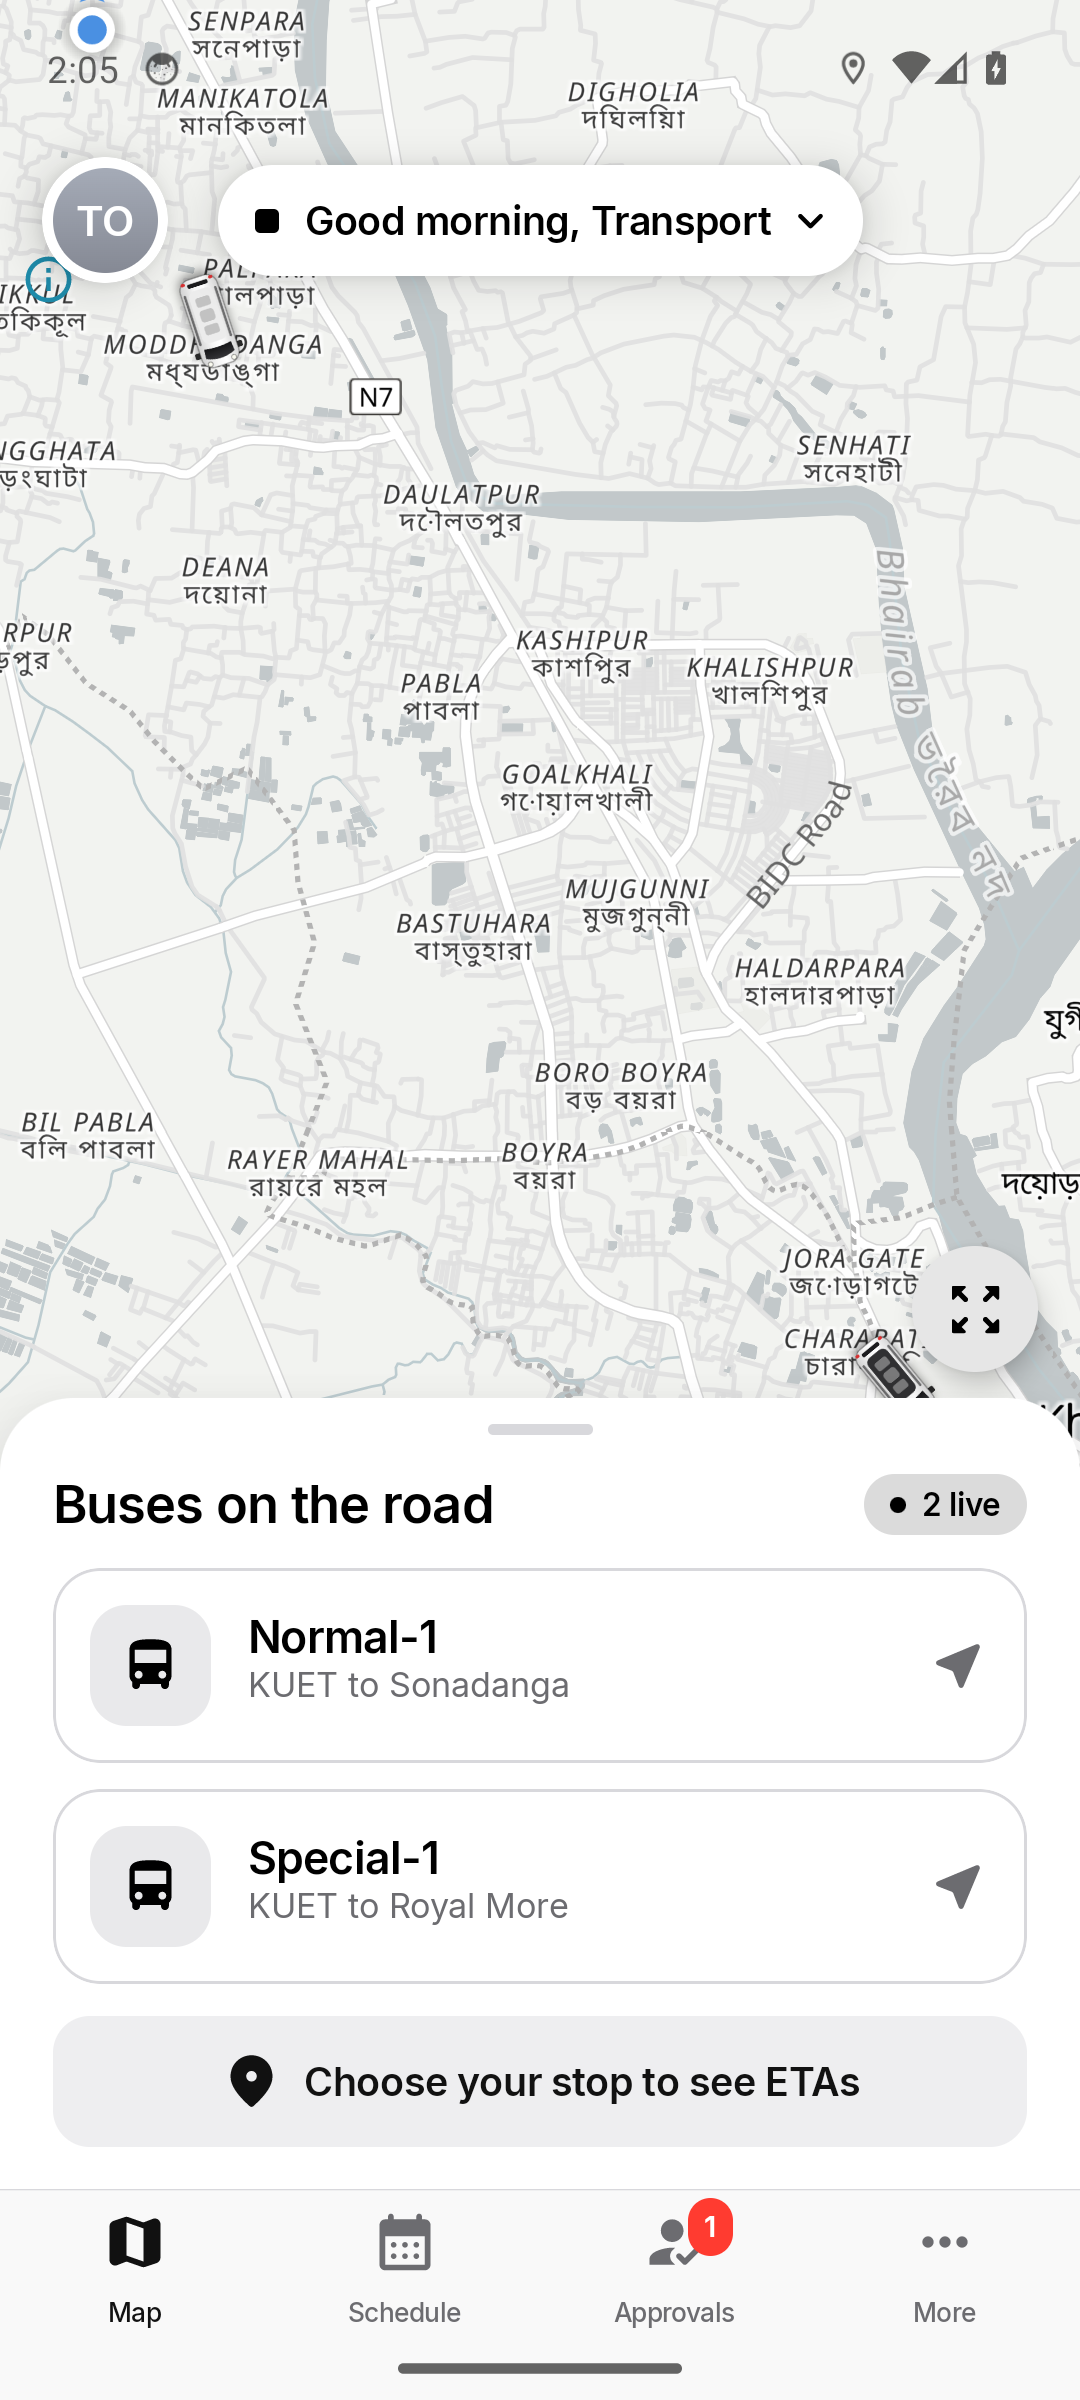 SENPARA
সেনপাড়া
2:05
MANIKATOLA
মানিকতলা
DIGHOLIA
দিঘলিয়া
TO
Good morning, Transport
MODDHADANGA
মধ্যডাঙ্গা
N7
SENHATI
সেনহাটী
DAULATPUR
দৌলতপুর
DEANA
দেয়ানা
Bhairab ভৈরব নদ
KASHIPUR
কাশিপুর
KHALISHPUR
খালিশপুর
PABLA
পাবলা
GOALKHALI
গোয়ালখালী
BIDC Road
MUJGUNNI
মুজগুন্নী
BASTUHARA
বাস্তুহারা
HALDARPARA
হালদারপাড়া
BORO BOYRA
বড় বয়রা
BIL PABLA
বিল পাবলা
BOYRA
বয়রা
RAYER MAHAL
রায়ের মহল
JORA GATE
জোড়াগেট
Buses on the road
2 live
Normal-1
KUET to Sonadanga
Special-1
KUET to Royal More
Choose your stop to see ETAs
1
Map
Schedule
Approvals
More